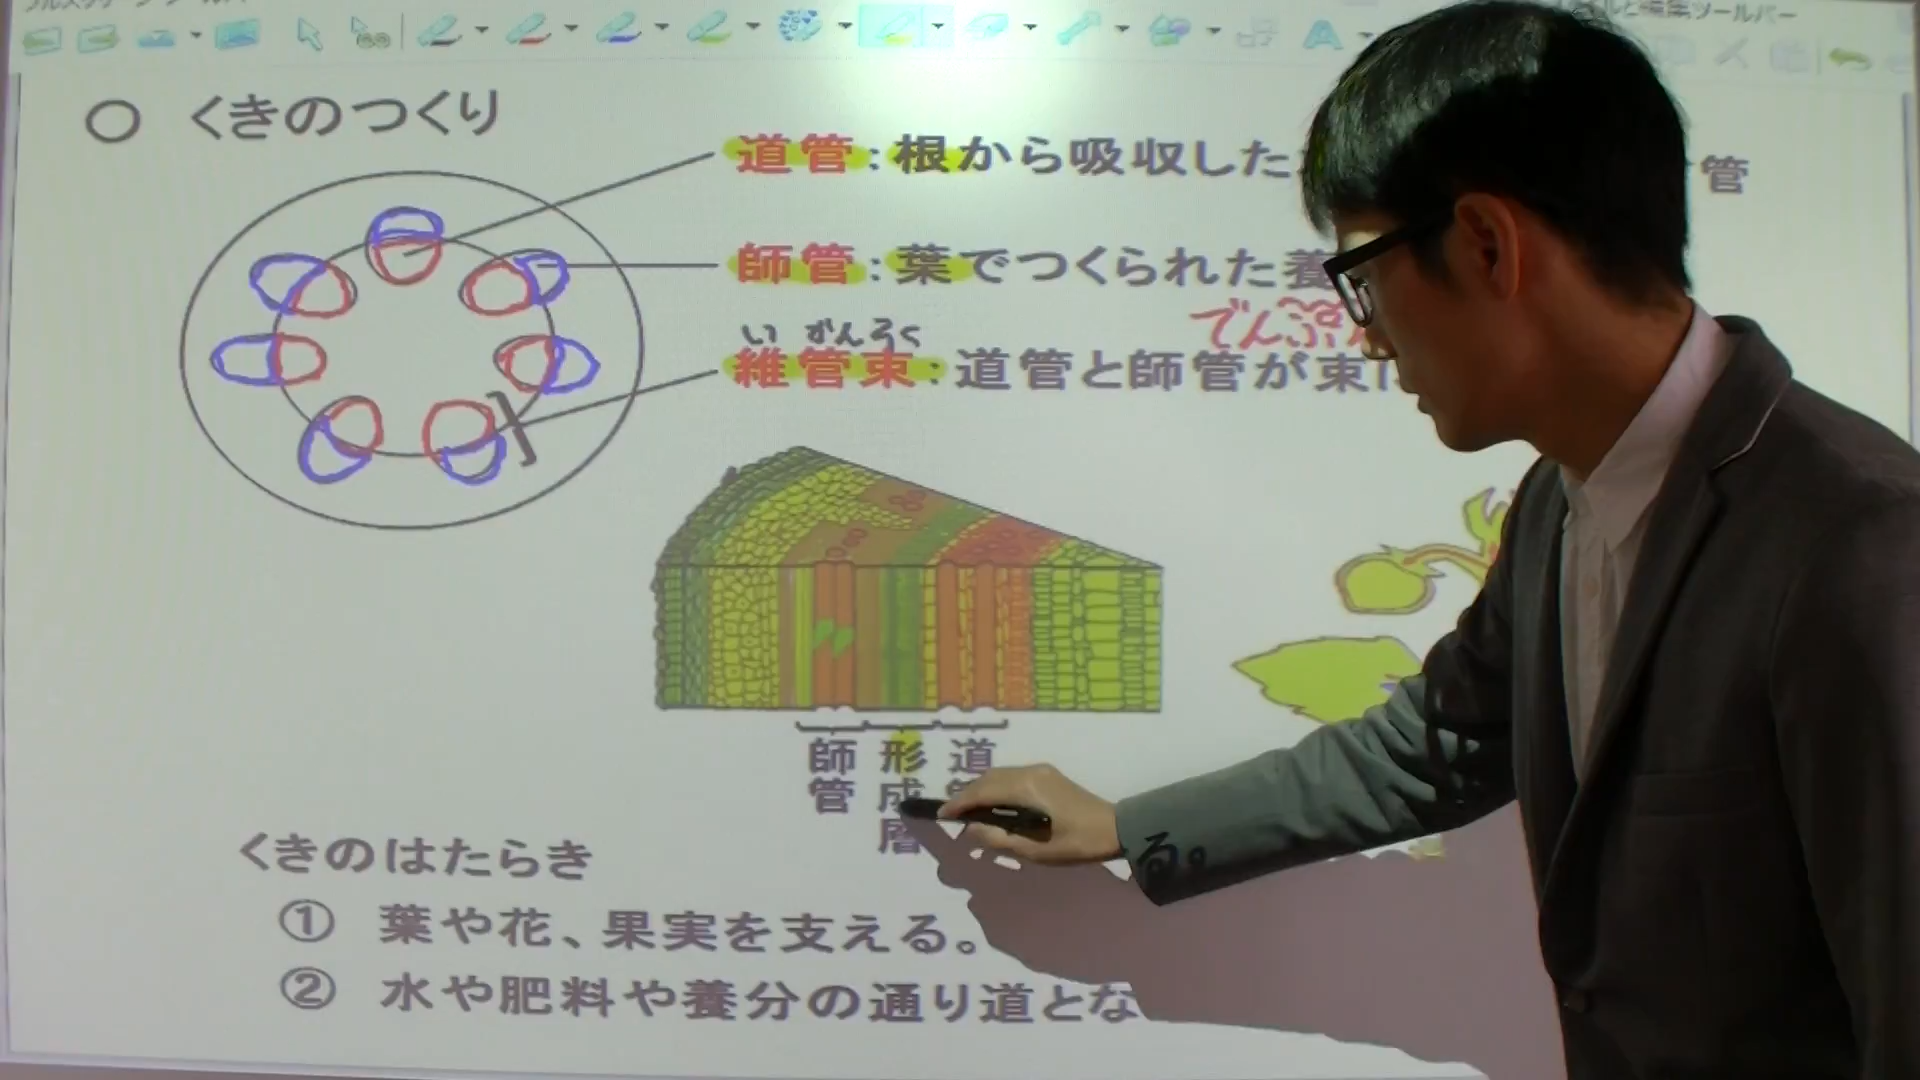 〇 くきのつくり
道管：根から吸収した
管
師管：葉でつくられた養
でんぷん
い かんそく
維管束：道管と師管が束
師管
形成層
道管
くきのはたらき
① 葉や花、果実を支える。
② 水や肥料や養分の通り道とな
る。